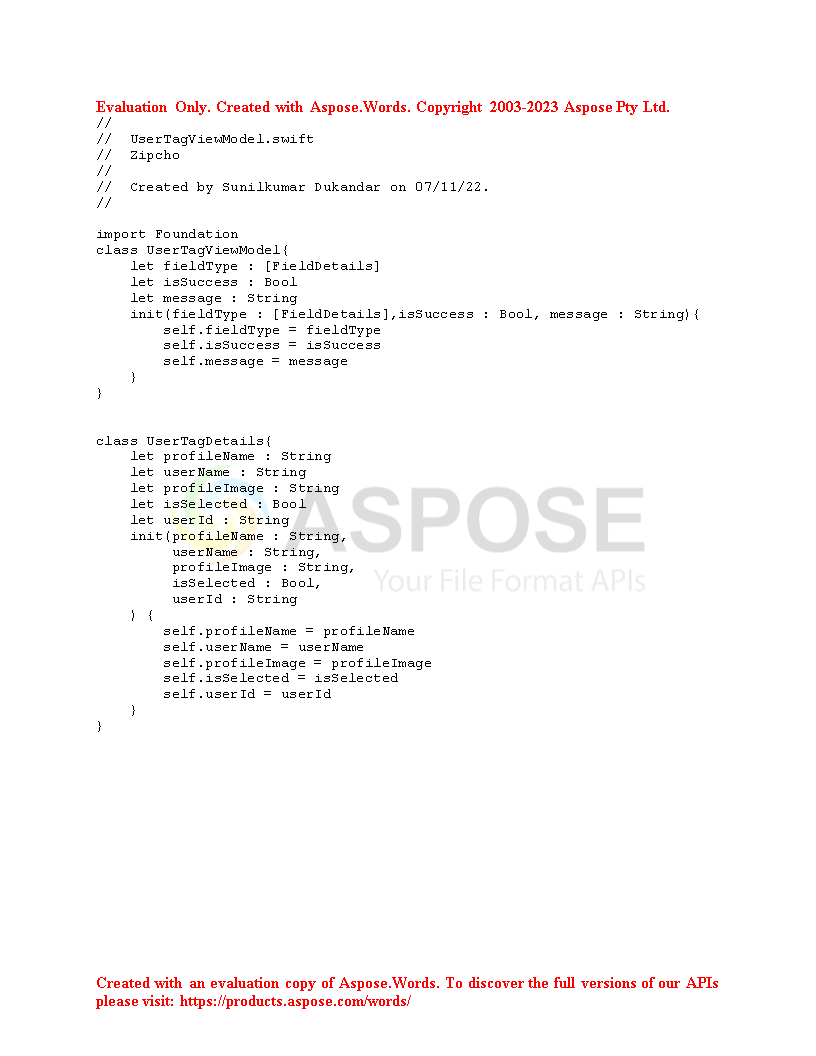 Evaluation Only. Created with Aspose.Words. Copyright 2003-2023 Aspose Pty Ltd.
//
//  UserTagViewModel.swift
//  Zipcho
//
//  Created by Sunilkumar Dukandar on 07/11/22.
//

import Foundation
class UserTagViewModel{
    let fieldType : [FieldDetails]
    let isSuccess : Bool
    let message : String
    init(fieldType : [FieldDetails],isSuccess : Bool, message : String){
        self.fieldType = fieldType
        self.isSuccess = isSuccess
        self.message = message
    }
}


class UserTagDetails{
    let profileName : String
    let userName : String
    let profileImage : String
    let isSelected : Bool
    let userId : String
    init(profileName : String,
         userName : String,
         profileImage : String,
         isSelected : Bool,
         userId : String
    ) {
        self.profileName = profileName
        self.userName = userName
        self.profileImage = profileImage
        self.isSelected = isSelected
        self.userId = userId
    }
}
ASPOSE
Your File Format APIs
Created with an evaluation copy of Aspose.Words. To discover the full versions of our APIs
please visit: https://products.aspose.com/words/